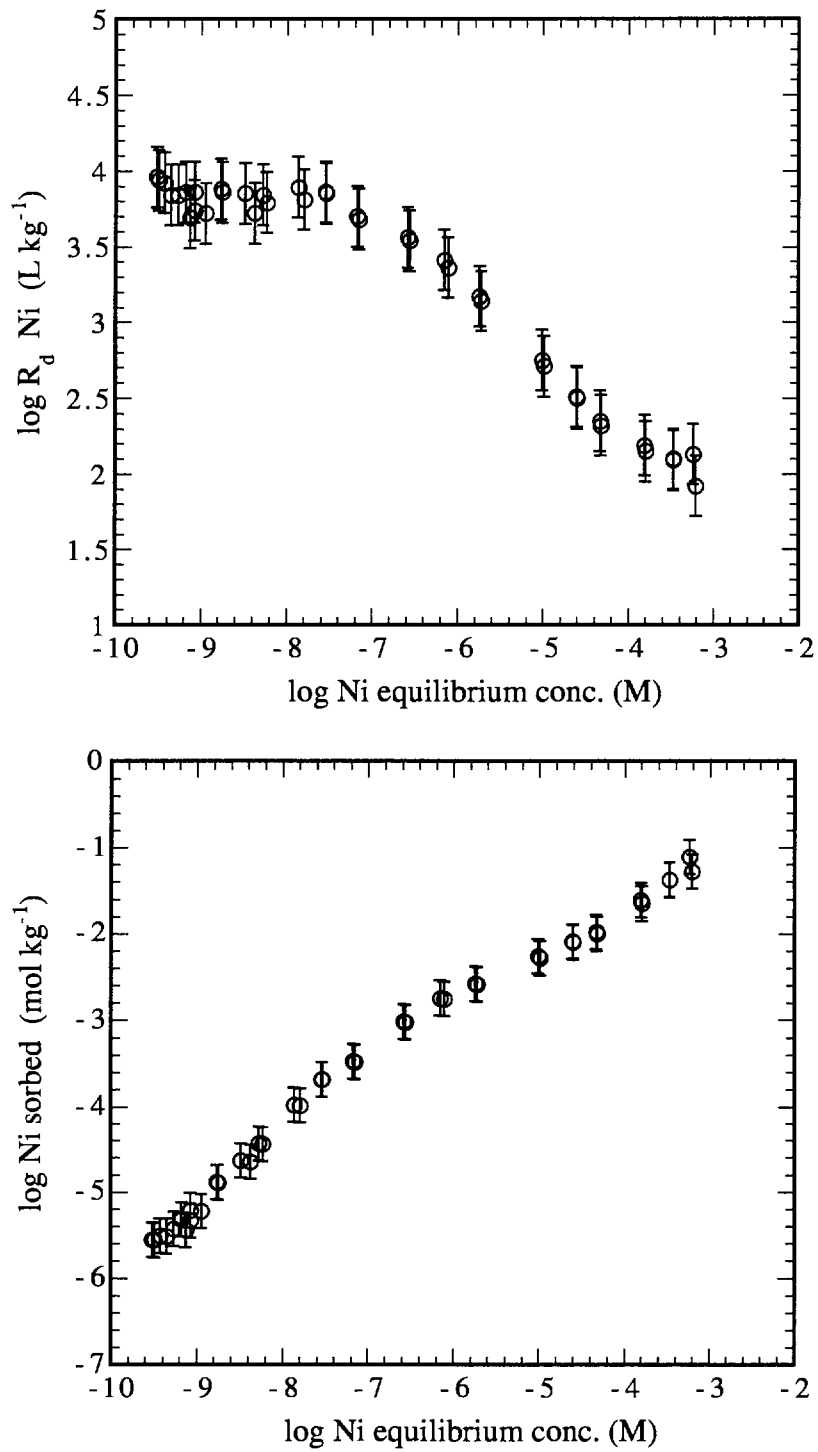 5
4.5
4
3.5
3
2.5
2
1.5
1
log R_d Ni (L kg^-1)
-10 -9 -8 -7 -6 -5 -4 -3 -2
log Ni equilibrium conc. (M)
0
-1
-2
-3
-4
-5
-6
-7
log Ni sorbed (mol kg^-1)
-10 -9 -8 -7 -6 -5 -4 -3 -2
log Ni equilibrium conc. (M)